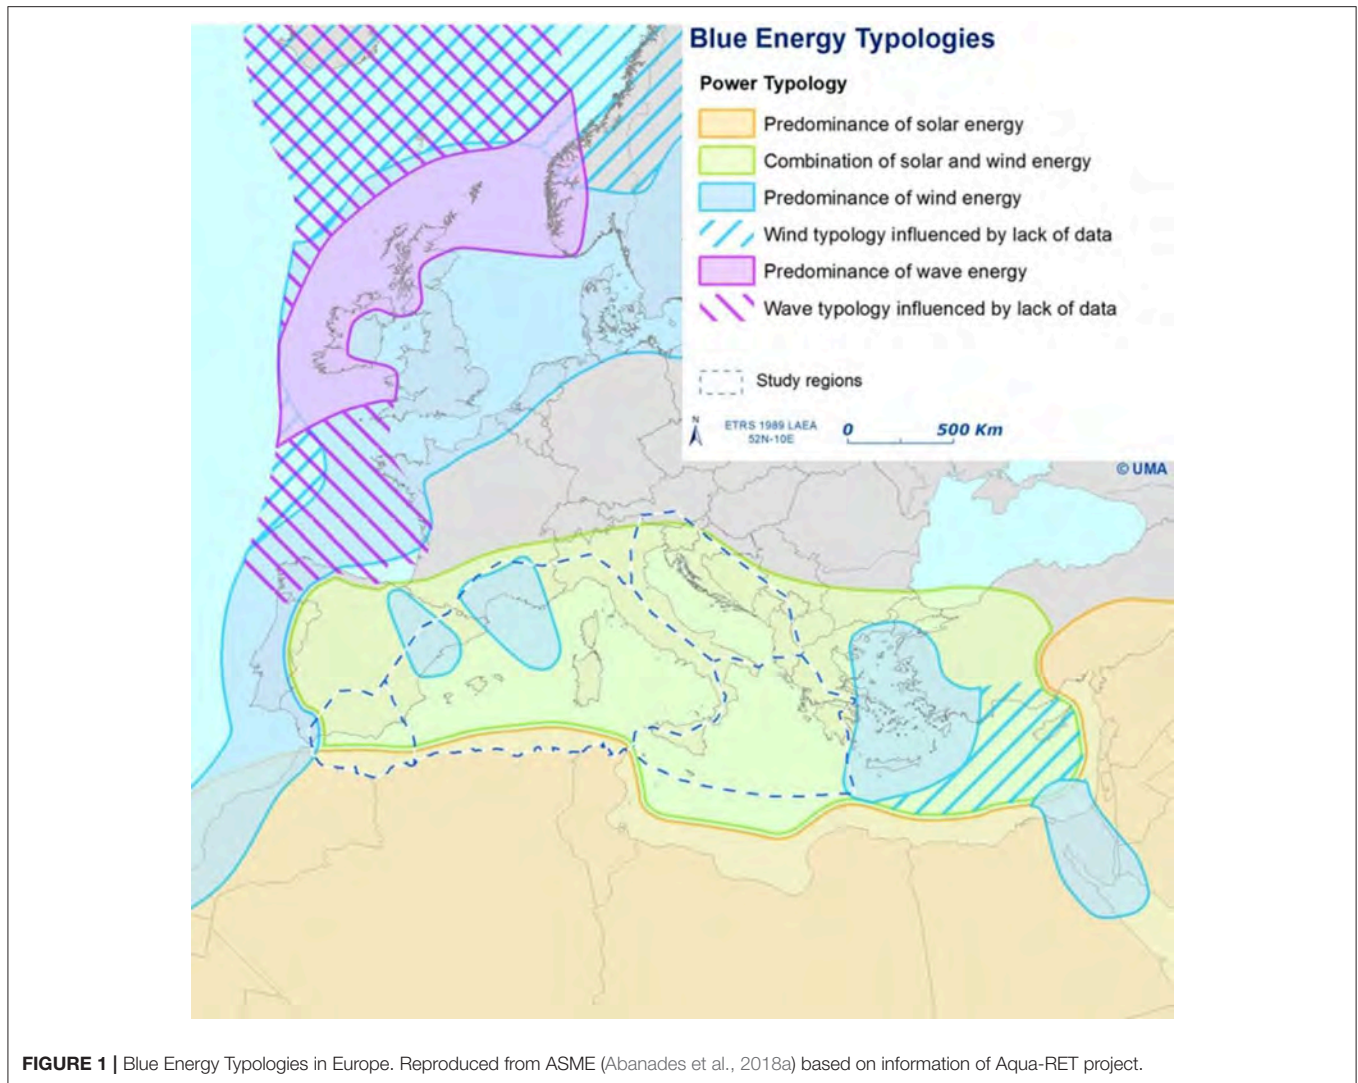 Blue Energy Typologies
Power Typology
Predominance of solar energy
Combination of solar and wind energy
Predominance of wind energy
Wind typology influenced by lack of data
Predominance of wave energy
Wave typology influenced by lack of data
Study regions
N
ETRS 1989 LAEA
52N-10E
0 500 Km
© UMA
FIGURE 1 | Blue Energy Typologies in Europe. Reproduced from ASME (Abanades et al., 2018a) based on information of Aqua-RET project.